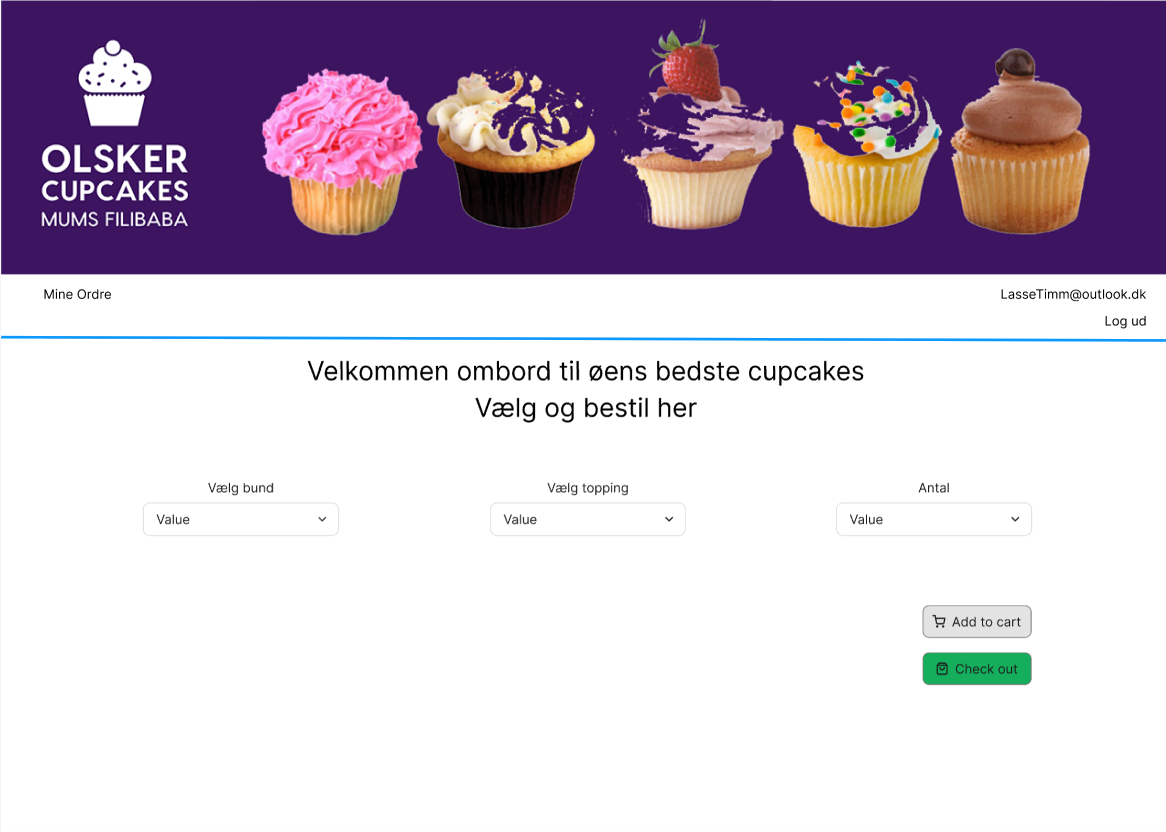 OLSKER
CUPCAKES
MUMS FILIBABA
Mine Ordre
LasseTimm@outlook.dk
Log ud
Velkommen ombord til øens bedste cupcakes
Vælg og bestil her
Vælg bund
Vælg topping
Antal
Value
Value
Value
Add to cart
Check out